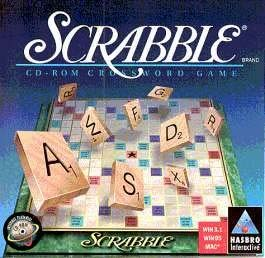 SCRABBLE®
BRAND
CD-ROM CROSSWORD GAME
G
R
F
D
R
M
A
S
X
SCRABBLE
WIN 3.1
WIN 95
MAC
HASBRO
Interactive